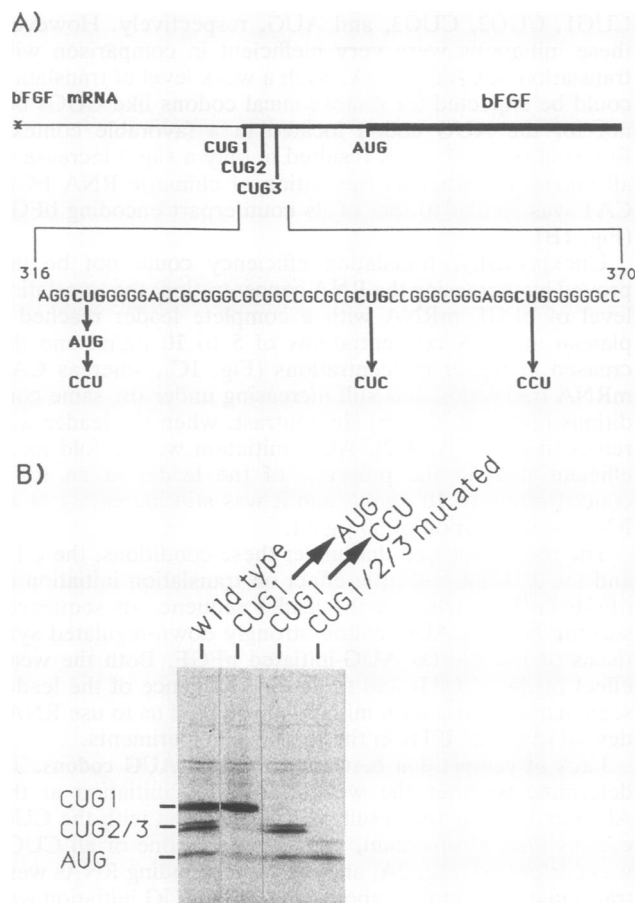 A)
bFGF mRNA
bFGF
CUG1
CUG2
CUG3
AUG
316
370
AGGCUGGGGGACCGCGGGCGCGGCCGCGCGCUGCCGGGCGGGAGGCUGGGGGCC
AUG
CCU
CUC
CCU
B)
wild type
CUG1 → AUG
CUG1 → CCU
CUG1/2/3 mutated
CUG1
CUG2/3
AUG